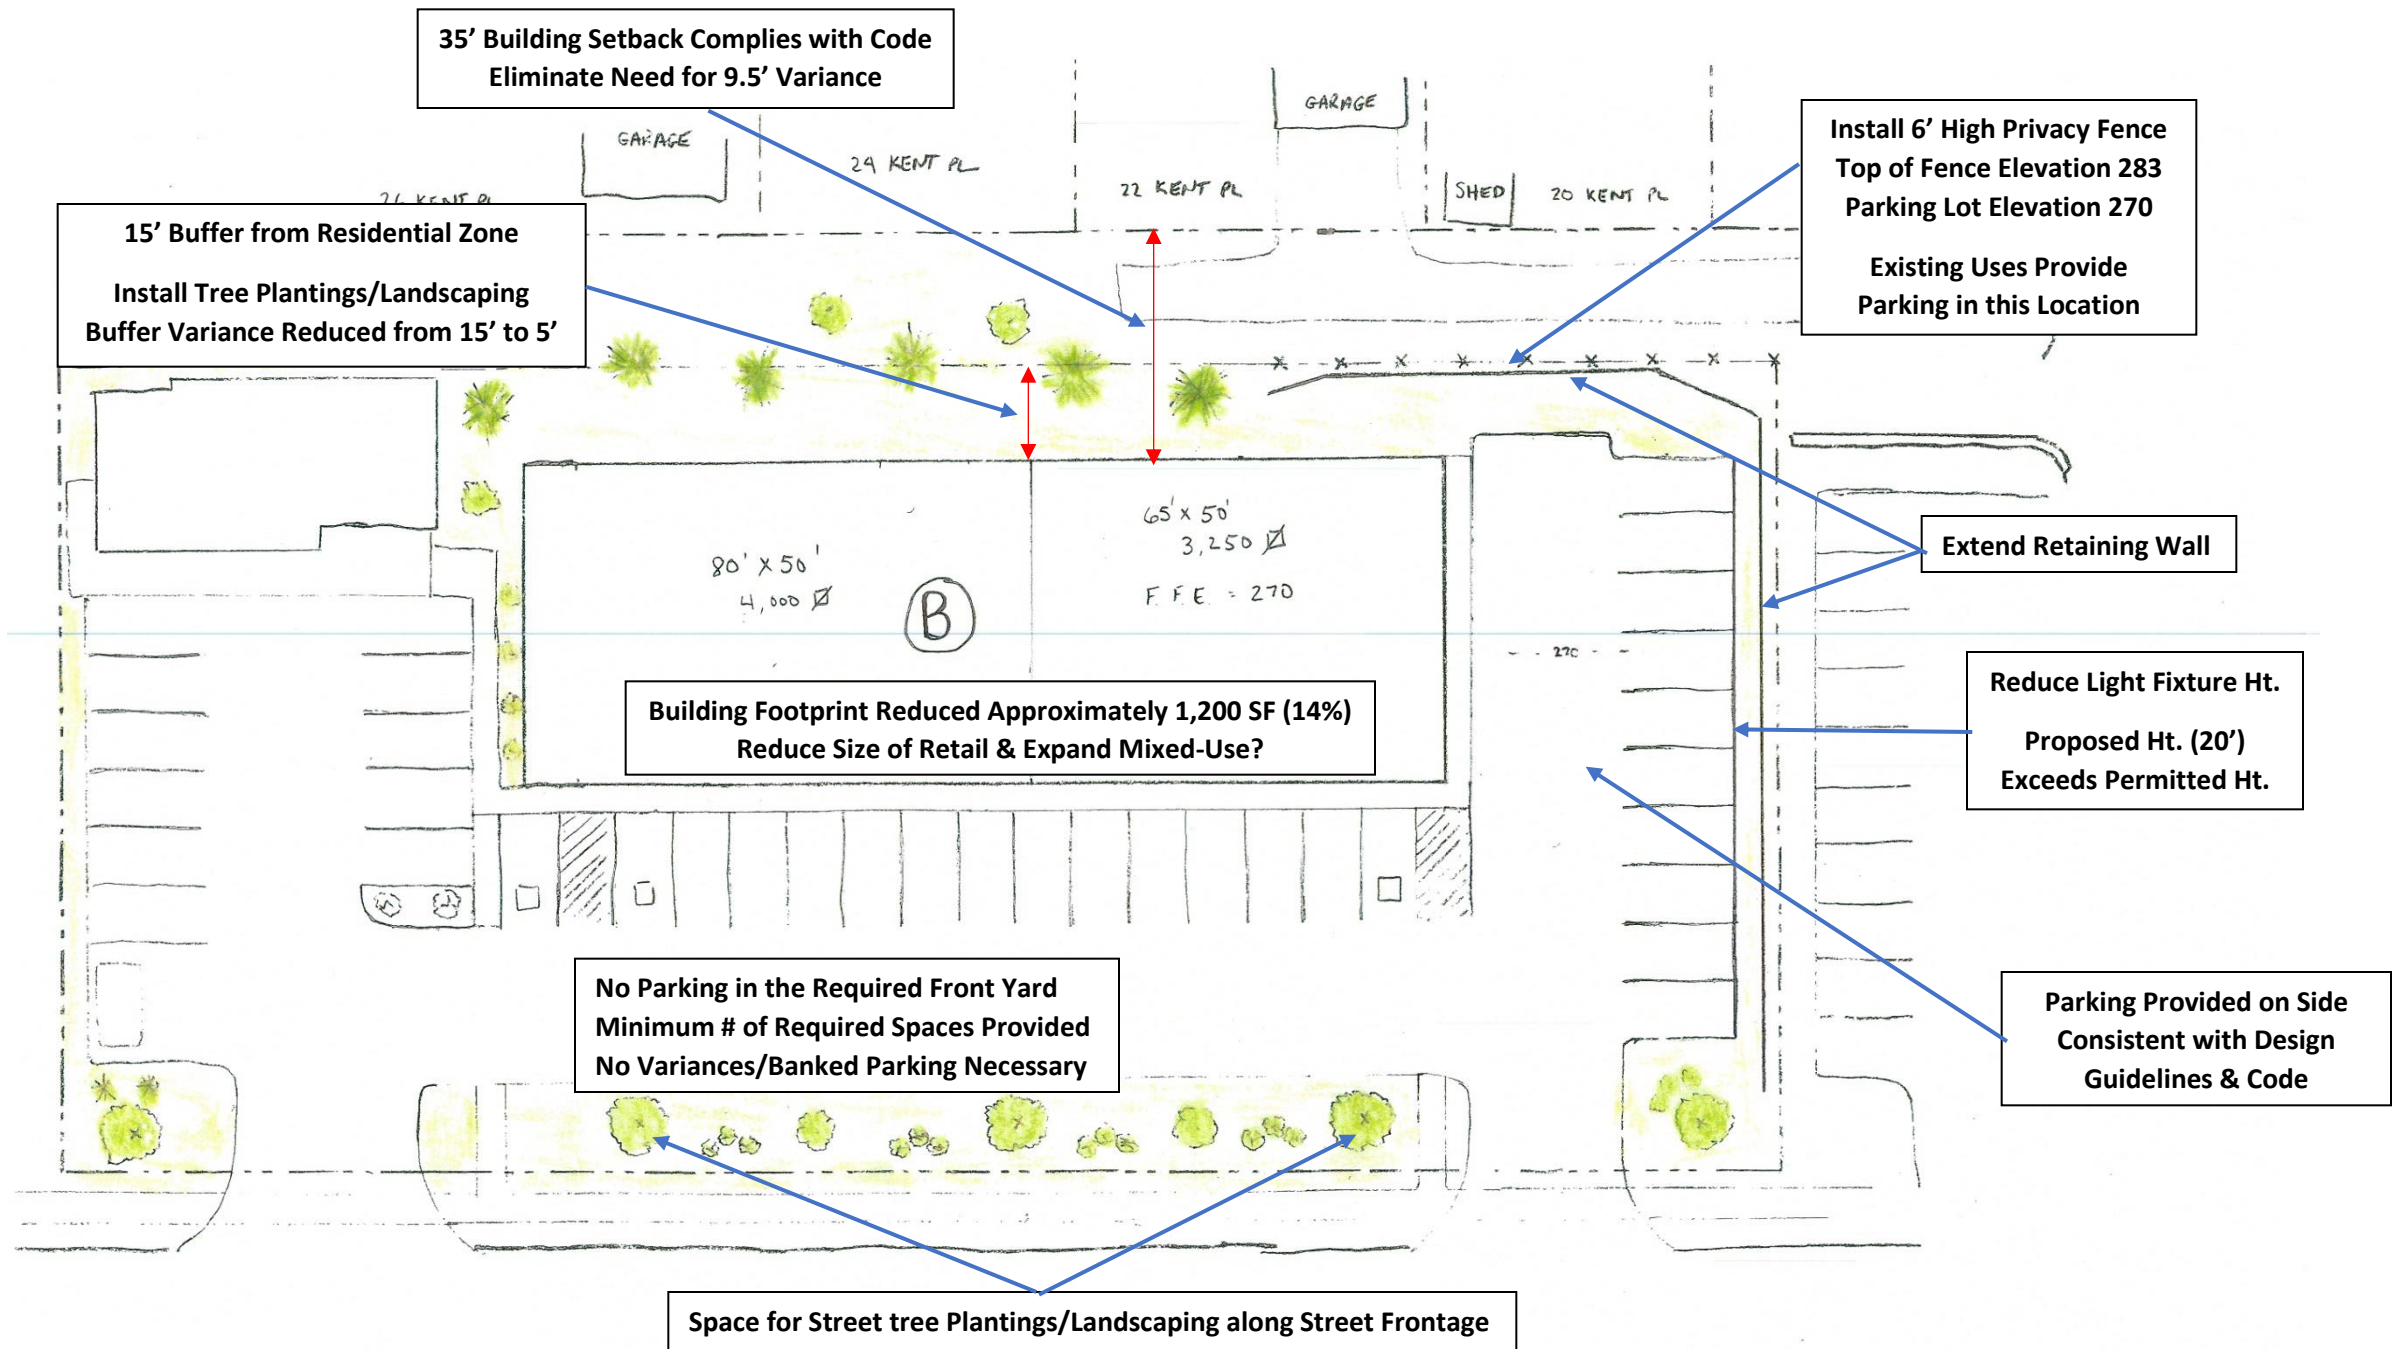 35’ Building Setback Complies with Code
Eliminate Need for 9.5’ Variance
GARAGE
GARAGE
24 KENT PL
22 KENT PL
SHED
20 KENT PL
26 KENT PL
Install 6’ High Privacy Fence
Top of Fence Elevation 283
Parking Lot Elevation 270
Existing Uses Provide
Parking in this Location
15’ Buffer from Residential Zone
Install Tree Plantings/Landscaping
Buffer Variance Reduced from 15’ to 5’
65' X 50'
3,250
F.F.E. = 270
80' X 50'
4,000
B
Extend Retaining Wall
270
Building Footprint Reduced Approximately 1,200 SF (14%)
Reduce Size of Retail & Expand Mixed-Use?
Reduce Light Fixture Ht.
Proposed Ht. (20’)
Exceeds Permitted Ht.
No Parking in the Required Front Yard
Minimum # of Required Spaces Provided
No Variances/Banked Parking Necessary
Parking Provided on Side
Consistent with Design
Guidelines & Code
Space for Street tree Plantings/Landscaping along Street Frontage